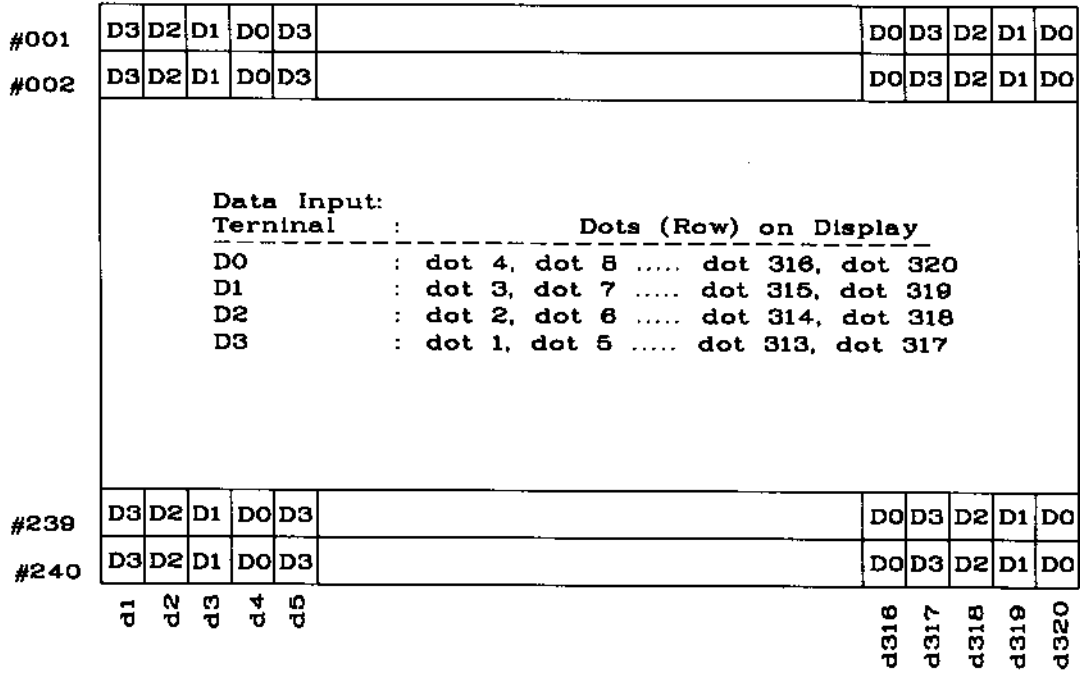 #001 D3 D2 D1 D0 D3 D0 D3 D2 D1 D0
#002 D3 D2 D1 D0 D3 D0 D3 D2 D1 D0
Data Input:
Terninal : Dots (Row) on Display
D0 : dot 4, dot 8 ..... dot 316, dot 320
D1 : dot 3, dot 7 ..... dot 315, dot 319
D2 : dot 2, dot 6 ..... dot 314, dot 318
D3 : dot 1, dot 5 ..... dot 313, dot 317
#239 D3 D2 D1 D0 D3 D0 D3 D2 D1 D0
#240 D3 D2 D1 D0 D3 D0 D3 D2 D1 D0
d1 d2 d3 d4 d5 d316 d317 d318 d319 d320